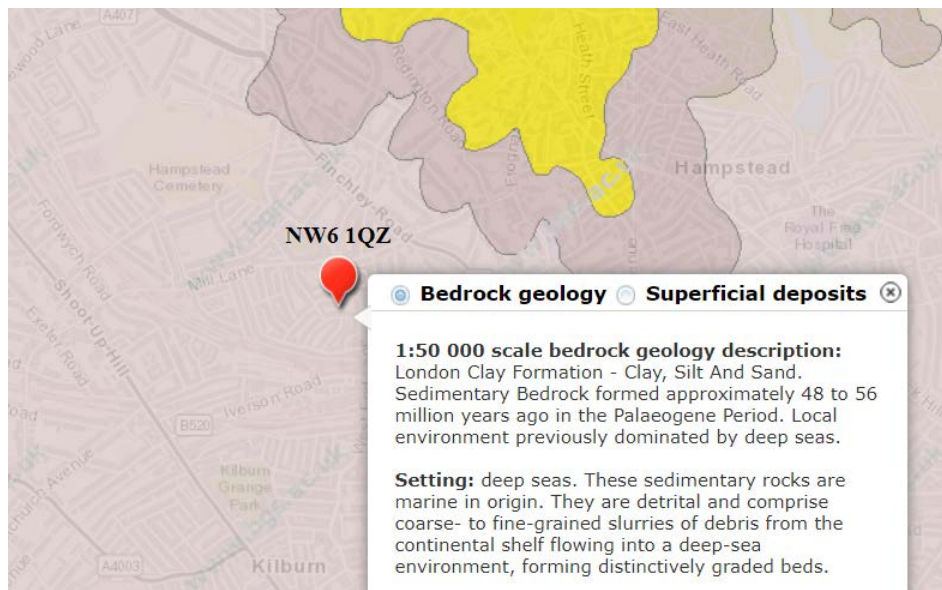 A407
Heath Street
East Heath Road
Redington Road
Hampstead
Hampstead
Cemetery
Finchley Road
The
Royal Free
Hospital
Fordwych Road
NW6 1QZ
Mill Lane
Shoot-Up-Hill
Exeter Road
Iverson Road
B520
Kilburn
Grange
Park
A4003
Kilburn
Bedrock geology Superficial deposits
1:50 000 scale bedrock geology description:
London Clay Formation - Clay, Silt And Sand.
Sedimentary Bedrock formed approximately 48 to 56
million years ago in the Palaeogene Period. Local
environment previously dominated by deep seas.
Setting: deep seas. These sedimentary rocks are
marine in origin. They are detrital and comprise
coarse- to fine-grained slurries of debris from the
continental shelf flowing into a deep-sea
environment, forming distinctively graded beds.